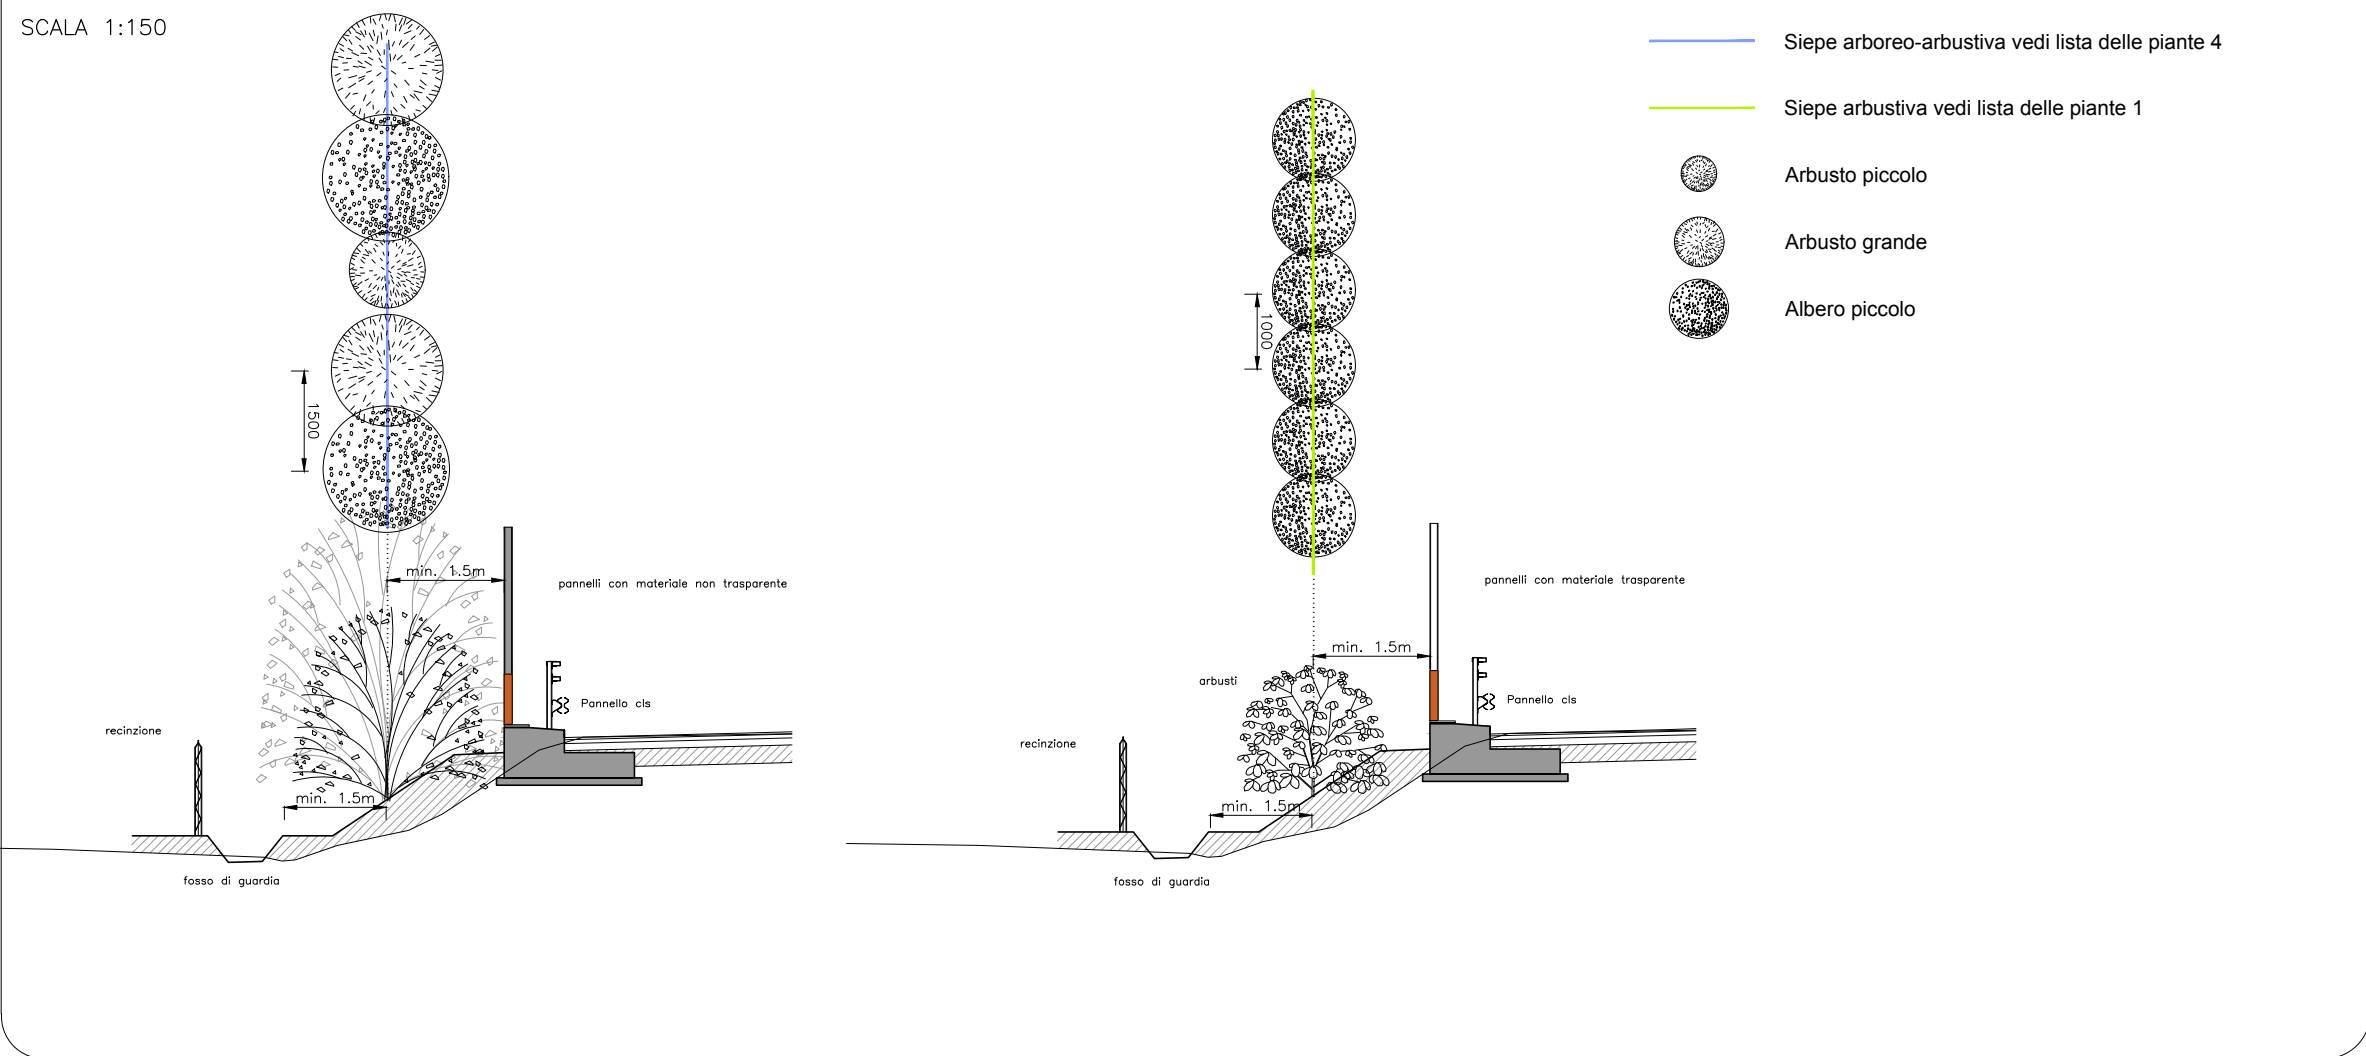 SCALA 1:150
1500
min. 1.5m
pannelli con materiale non trasparente
Pannello cls
recinzione
min. 1.5m
fosso di guardia
1000
pannelli con materiale trasparente
min. 1.5m
arbusti
Pannello cls
recinzione
min. 1.5m
fosso di guardia
Siepe arboreo-arbustiva vedi lista delle piante 4
Siepe arbustiva vedi lista delle piante 1
Arbusto piccolo
Arbusto grande
Albero piccolo